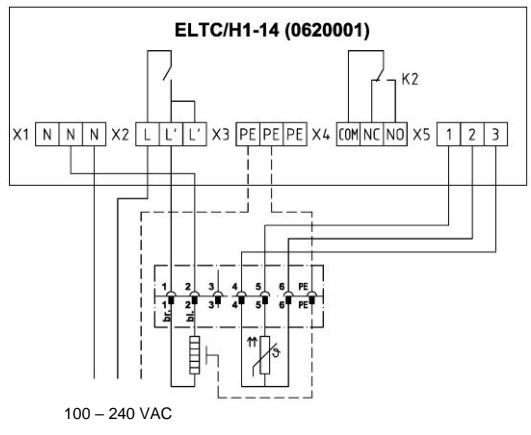 ELTC/H1-14 (0620001)
K2
X1 N N N X2 L L' L' X3 PE PE PE X4 COM NC NO X5 1 2 3
1 2 3 4 5 6 PE
1 2 3 4 5 6 PE
br. bl.
ϑ
100 – 240 VAC